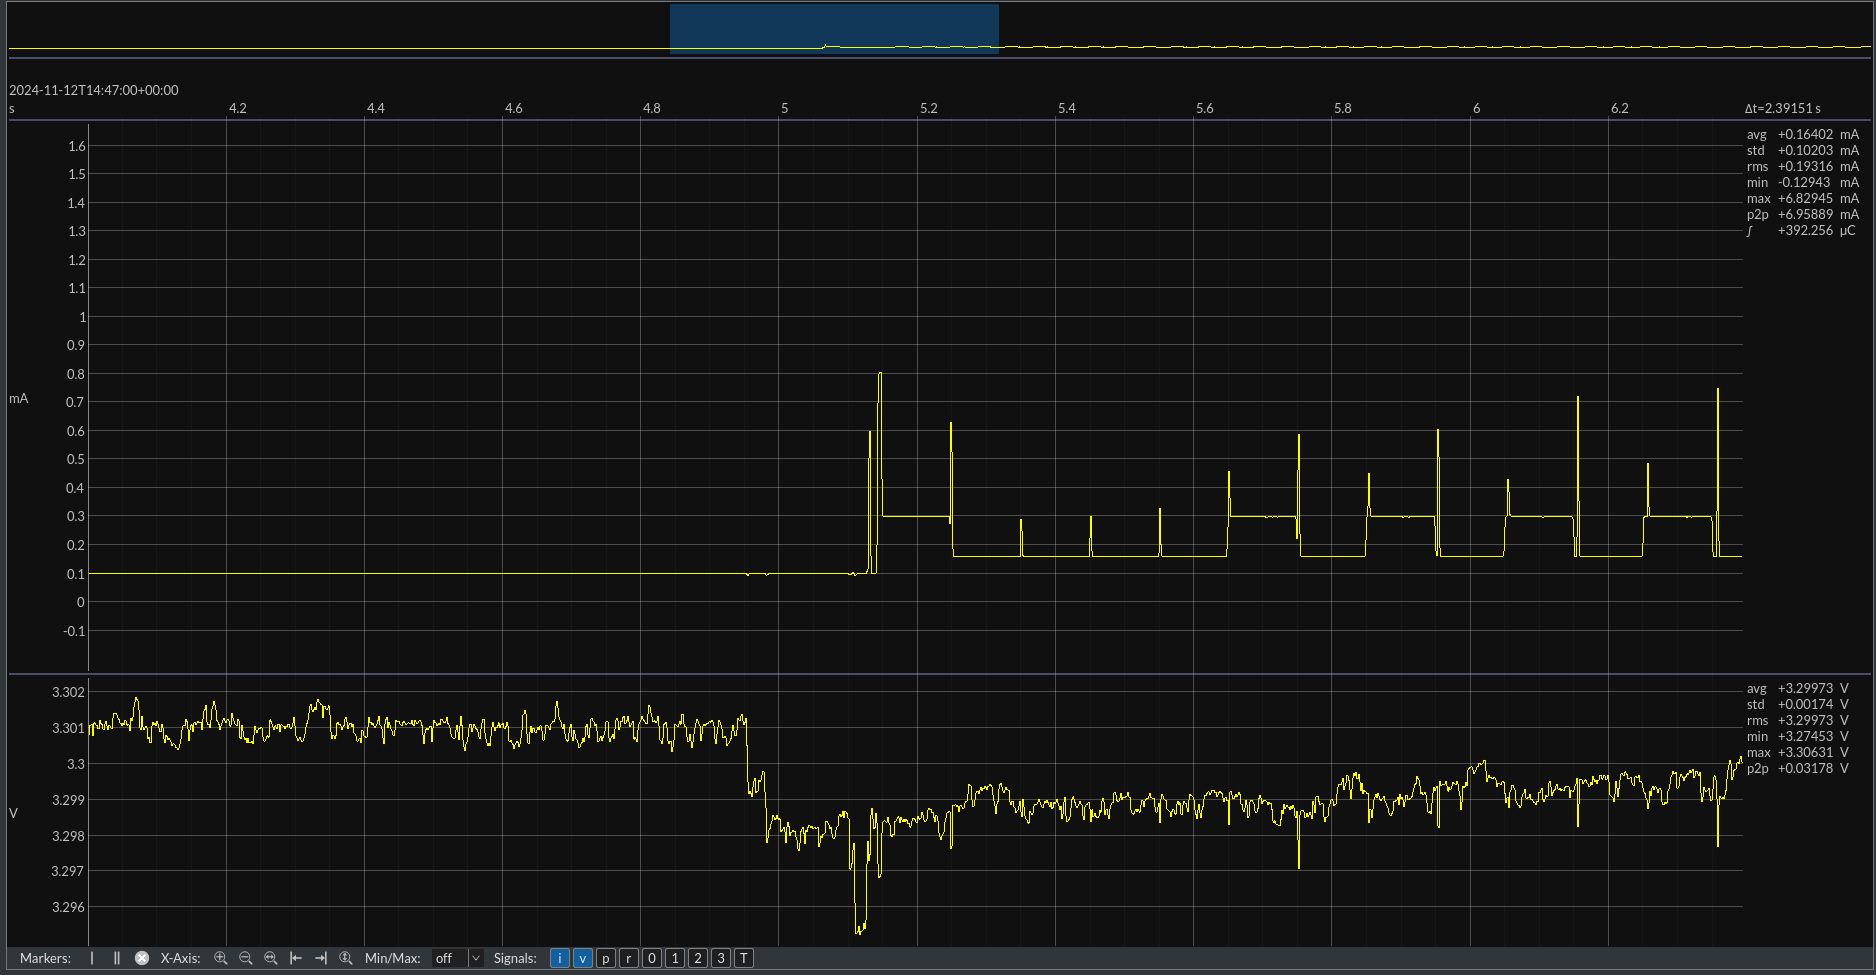 2024-11-12T14:47:00+00:00
s 4.2 4.4 4.6 4.8 5 5.2 5.4 5.6 5.8 6 6.2 Δt=2.39151 s
avg +0.16402 mA
std +0.10203 mA
rms +0.19316 mA
min -0.12943 mA
max +6.82945 mA
p2p +6.95889 mA
∫ +392.256 µC
1.6
1.5
1.4
1.3
1.2
1.1
1
0.9
0.8
0.7
mA
0.6
0.5
0.4
0.3
0.2
0.1
0
-0.1
avg +3.29973 V
std +0.00174 V
rms +3.29973 V
min +3.27453 V
max +3.30631 V
p2p +0.03178 V
3.302
3.301
3.3
3.299
V
3.298
3.297
3.296
Markers: X-Axis: Min/Max: off Signals: i v p r 0 1 2 3 T